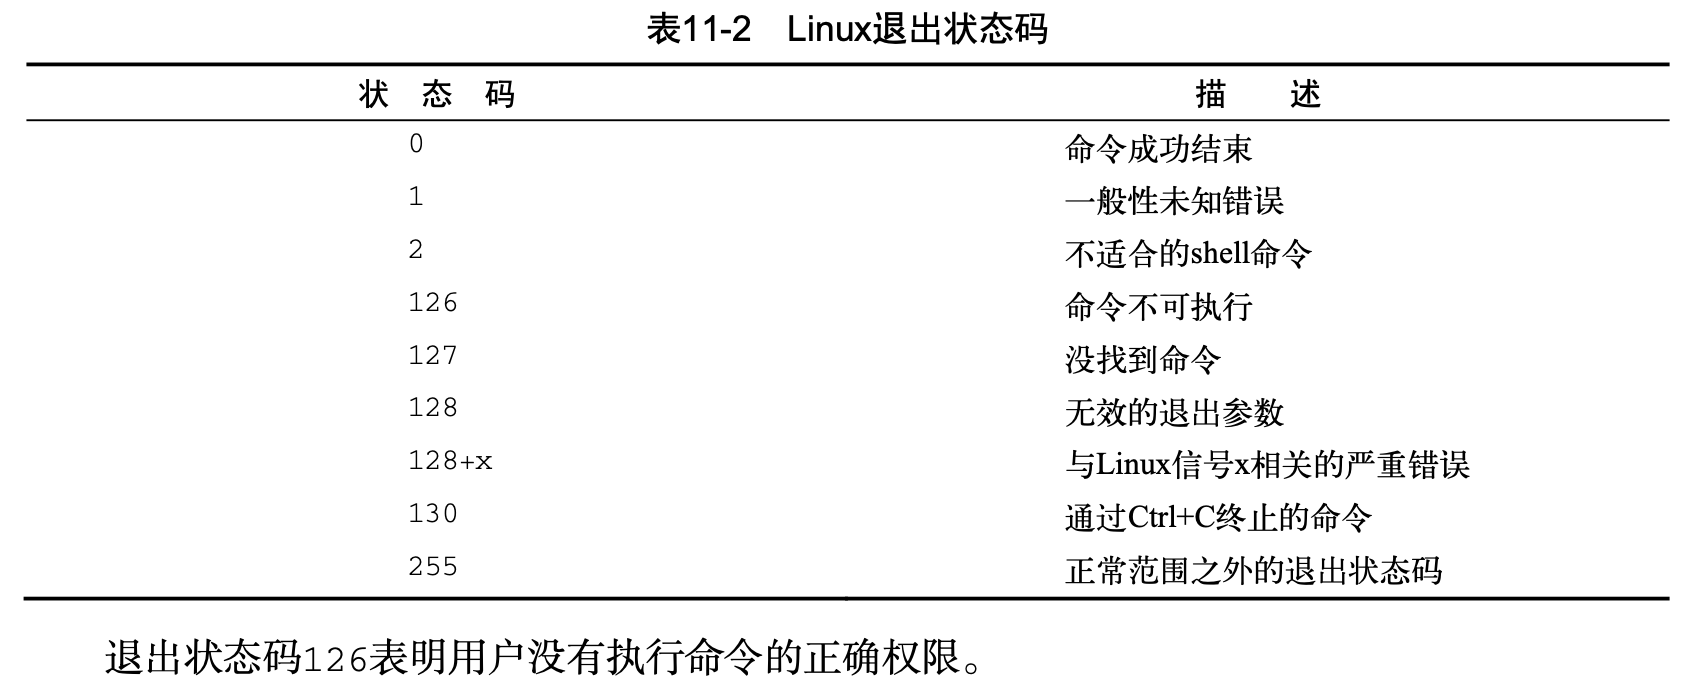 表11-2 Linux退出状态码
状 态 码 描 述
0 命令成功结束
1 一般性未知错误
2 不适合的shell命令
126 命令不可执行
127 没找到命令
128 无效的退出参数
128+x 与Linux信号x相关的严重错误
130 通过Ctrl+C终止的命令
255 正常范围之外的退出状态码
退出状态码126表明用户没有执行命令的正确权限。